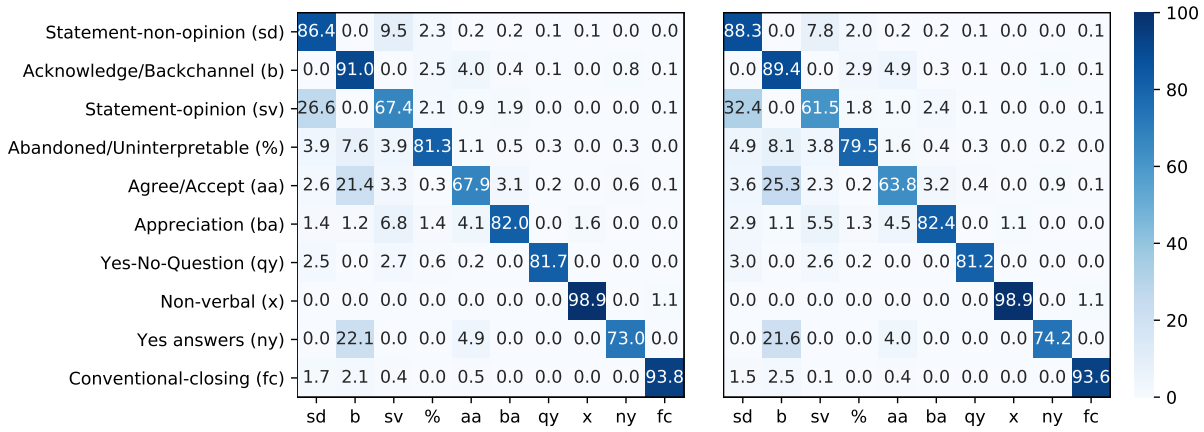 Statement-non-opinion (sd) 86.4 0.0 9.5 2.3 0.2 0.2 0.1 0.1 0.0 0.1 88.3 0.0 7.8 2.0 0.2 0.2 0.1 0.0 0.0 0.1 100
Acknowledge/Backchannel (b) 0.0 91.0 0.0 2.5 4.0 0.4 0.1 0.0 0.8 0.1 0.0 89.4 0.0 2.9 4.9 0.3 0.1 0.0 1.0 0.1
Statement-opinion (sv) 26.6 0.0 67.4 2.1 0.9 1.9 0.0 0.0 0.0 0.1 32.4 0.0 61.5 1.8 1.0 2.4 0.1 0.0 0.0 0.1 80
Abandoned/Uninterpretable (%) 3.9 7.6 3.9 81.3 1.1 0.5 0.3 0.0 0.3 0.0 4.9 8.1 3.8 79.5 1.6 0.4 0.3 0.0 0.2 0.0
Agree/Accept (aa) 2.6 21.4 3.3 0.3 67.9 3.1 0.2 0.0 0.6 0.1 3.6 25.3 2.3 0.2 63.8 3.2 0.4 0.0 0.9 0.1 60
Appreciation (ba) 1.4 1.2 6.8 1.4 4.1 82.0 0.0 1.6 0.0 0.0 2.9 1.1 5.5 1.3 4.5 82.4 0.0 1.1 0.0 0.0 40
Yes-No-Question (qy) 2.5 0.0 2.7 0.6 0.2 0.0 81.7 0.0 0.0 0.0 3.0 0.0 2.6 0.2 0.0 0.0 81.2 0.0 0.0 0.0
Non-verbal (x) 0.0 0.0 0.0 0.0 0.0 0.0 0.0 98.9 0.0 1.1 0.0 0.0 0.0 0.0 0.0 0.0 0.0 98.9 0.0 1.1 20
Yes answers (ny) 0.0 22.1 0.0 0.0 4.9 0.0 0.0 0.0 73.0 0.0 0.0 21.6 0.0 0.0 4.0 0.0 0.0 0.0 74.2 0.0
Conventional-closing (fc) 1.7 2.1 0.4 0.0 0.5 0.0 0.0 0.0 0.0 93.8 1.5 2.5 0.1 0.0 0.4 0.0 0.0 0.0 0.0 93.6 0
sd b sv % aa ba qy x ny fc sd b sv % aa ba qy x ny fc